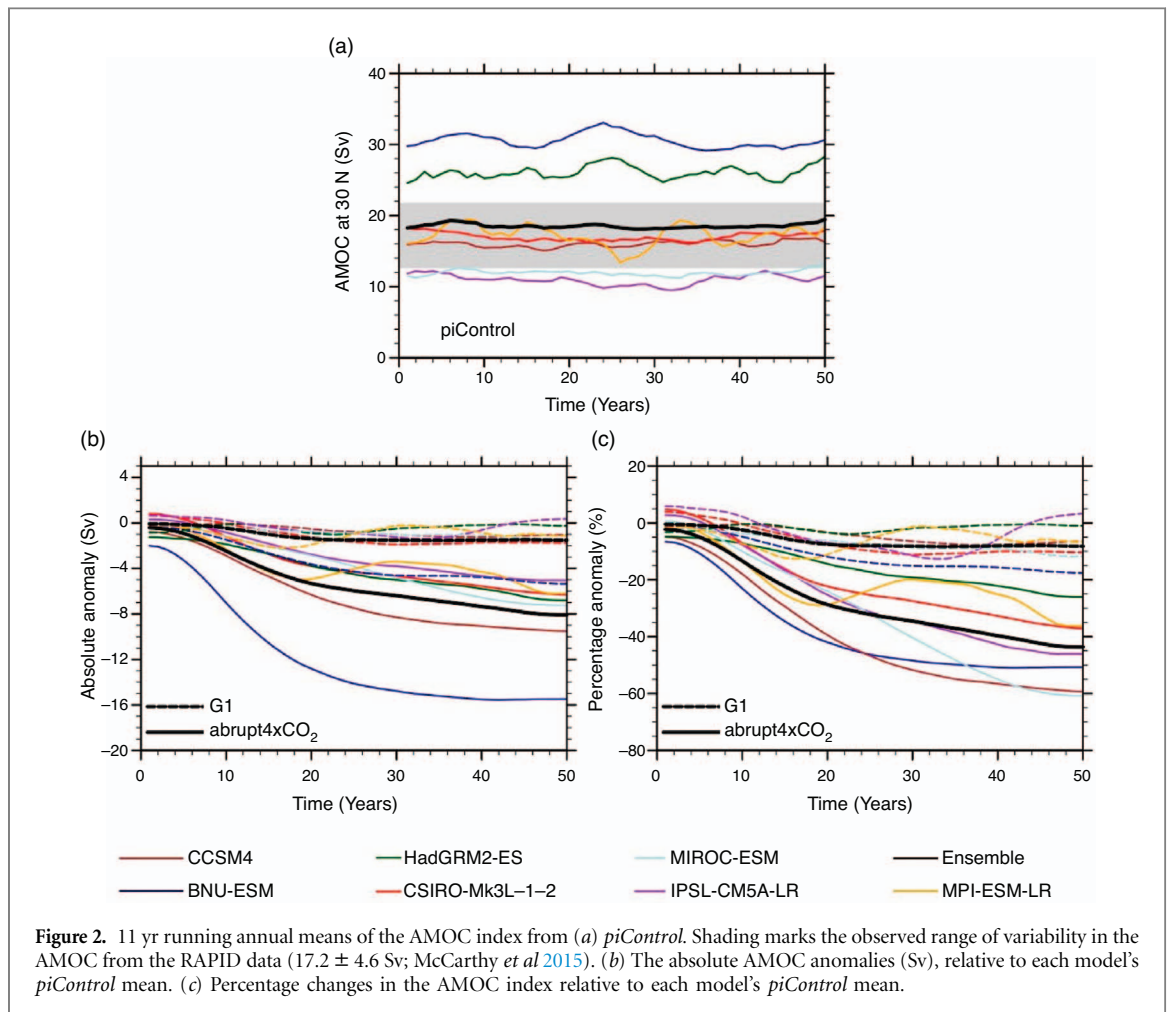 (a)
40
30
20
10
0
AMOC at 30 N (Sv)
piControl
0 10 20 30 40 50
Time (Years)
(b)
4
0
−4
−8
−12
−16
−20
Absolute anomaly (Sv)
G1
abrupt4xCO2
0 10 20 30 40 50
Time (Years)
(c)
20
0
−20
−40
−60
−80
Percentage anomaly (%)
G1
abrupt4xCO2
0 10 20 30 40 50
Time (Years)
CCSM4 HadGRM2-ES MIROC-ESM Ensemble
BNU-ESM CSIRO-Mk3L–1–2 IPSL-CM5A-LR MPI-ESM-LR
Figure 2. 11 yr running annual means of the AMOC index from (a) piControl. Shading marks the observed range of variability in the
AMOC from the RAPID data (17.2 ± 4.6 Sv; McCarthy et al 2015). (b) The absolute AMOC anomalies (Sv), relative to each model's
piControl mean. (c) Percentage changes in the AMOC index relative to each model's piControl mean.